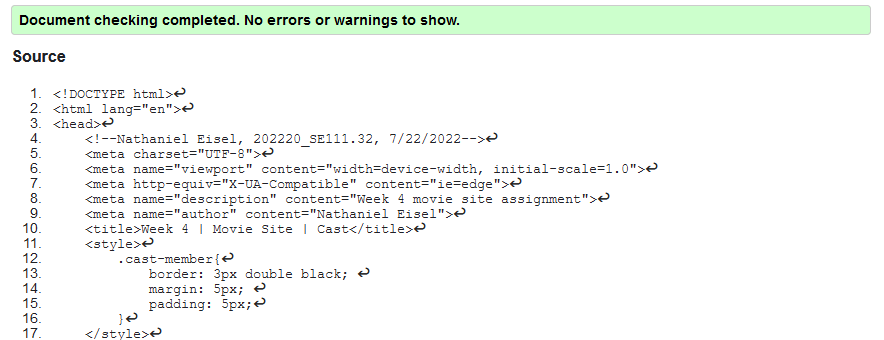 Document checking completed. No errors or warnings to show.
Source
1. <!DOCTYPE html>↩
2. <html lang="en">↩
3. <head>↩
4.     <!--Nathaniel Eisel, 202220_SE111.32, 7/22/2022-->↩
5.     <meta charset="UTF-8">↩
6.     <meta name="viewport" content="width=device-width, initial-scale=1.0">↩
7.     <meta http-equiv="X-UA-Compatible" content="ie=edge">↩
8.     <meta name="description" content="Week 4 movie site assignment">↩
9.     <meta name="author" content="Nathaniel Eisel">↩
10.     <title>Week 4 | Movie Site | Cast</title>↩
11.     <style>↩
12.         .cast-member{↩
13.             border: 3px double black; ↩
14.             margin: 5px; ↩
15.             padding: 5px;↩
16.         }↩
17.     </style>↩